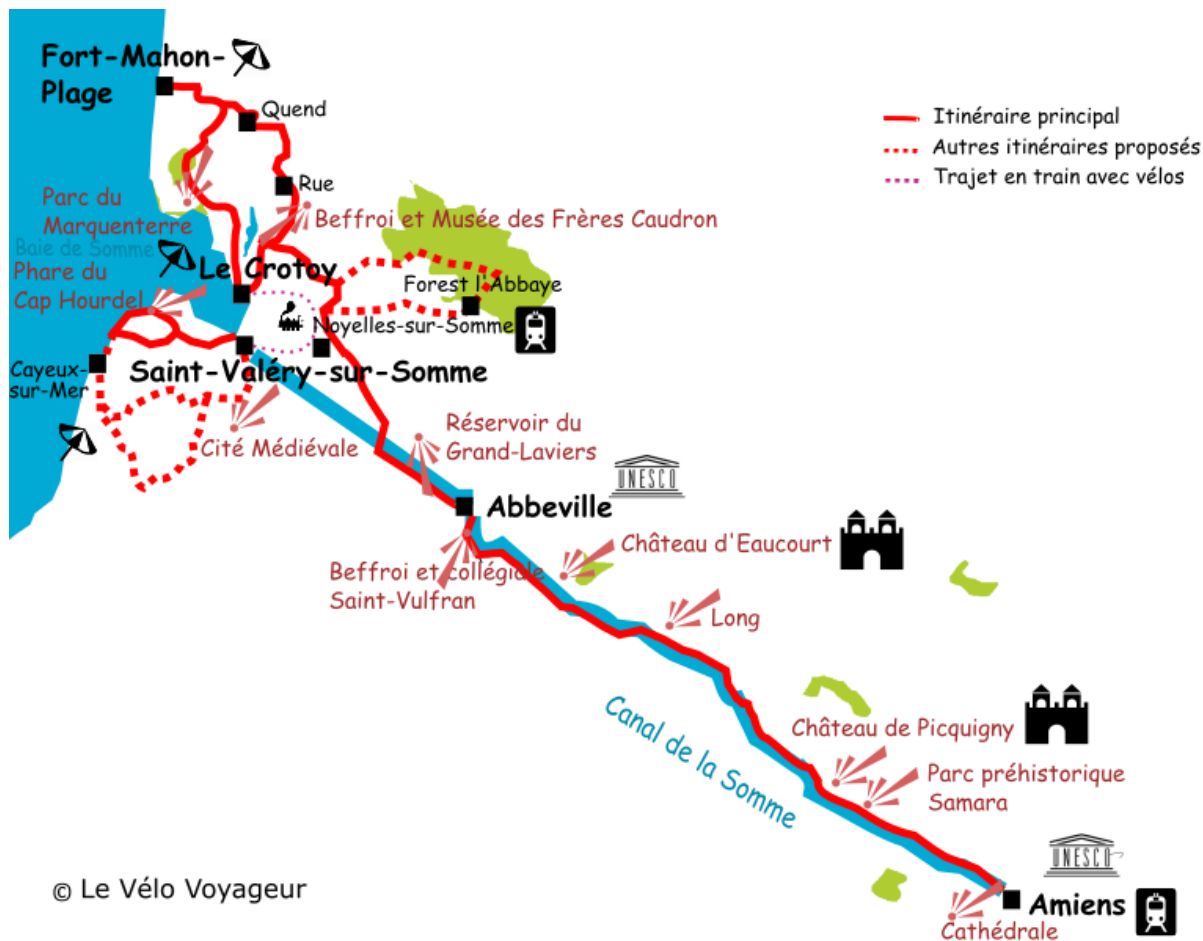 Fort-Mahon-
Plage
Quend
Itinéraire principal
Autres itinéraires proposés
Trajet en train avec vélos
Rue
Parc du
Marquenterre
Beffroi et Musée des Frères Caudron
Baie de Somme
Phare du
Cap Hourdel
Le Crotoy
Forest l'Abbaye
Noyelles-sur-Somme
Cayeux-
sur-Mer
Saint-Valéry-sur-Somme
Cité Médiévale
Réservoir du
Grand-Laviers
UNESCO
Abbeville
Château d'Eaucourt
Beffroi et collégiale
Saint-Vulfran
Long
Canal de la Somme
Château de Picquigny
Parc préhistorique
Samara
UNESCO
© Le Vélo Voyageur
Amiens
Cathédrale